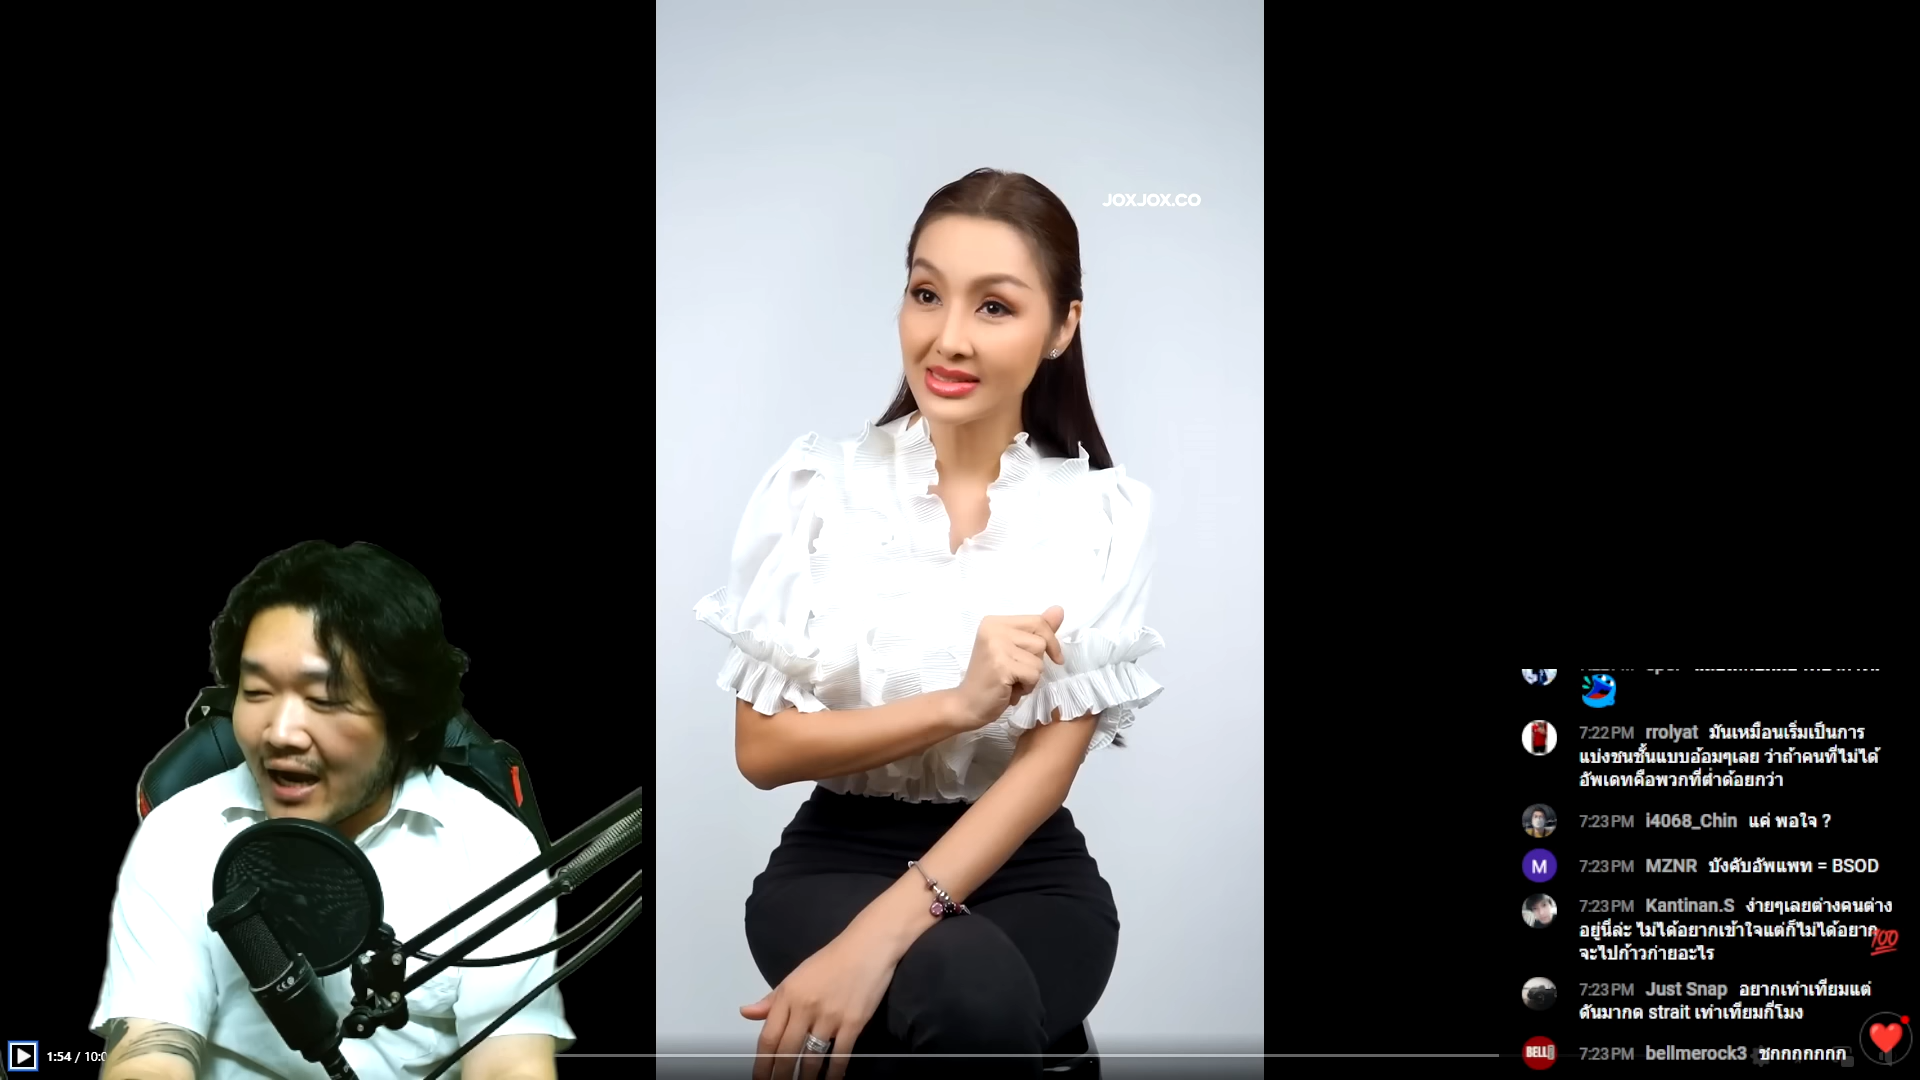 JOXJOX.CO
7:22 PM rrolyat มันเหมือนเริ่มเป็นการ
แบ่งชนชั้นแบบอ้อมๆเลย ว่าถ้าคนที่ไม่ได้
อัพเดทคือพวกที่ต่ำด้อยกว่า
7:23 PM i4068_Chin แค่ พอใจ ?
M
7:23 PM MZNR บังคับอัพแพท = BSOD
7:23 PM Kantinan.S ง่ายๆเลยต่างคนต่าง
อยู่นี่ล่ะ ไม่ได้อยากเข้าใจแต่ก็ไม่ได้อยาก
จะไปก้าวก่ายอะไร
100
7:23 PM Just Snap อยากเท่าเทียมแต่
ดันมากด strait เท่าเทียมกี่โมง
BELL
7:23 PM bellmerock3 ชกกกกกกก
1:54 / 10:0